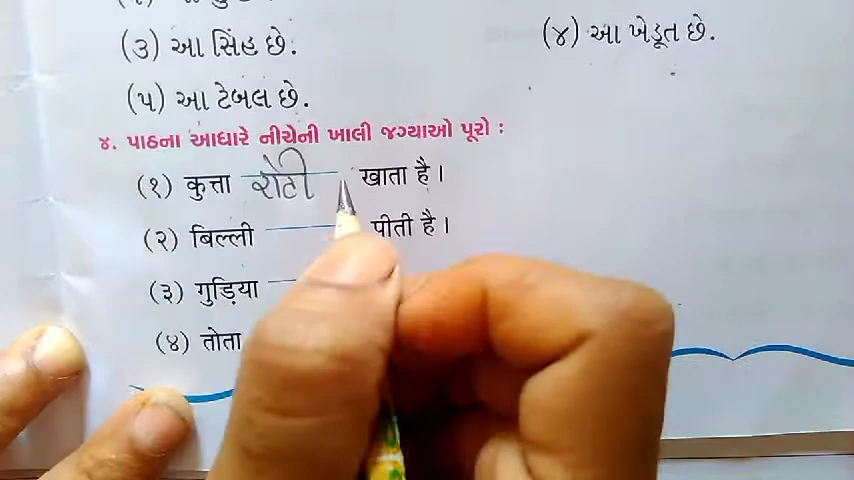 (૩) આ સિંહ છે.
(૪) આ ખેડૂત છે.
(૫) આ ટેબલ છે.
૪. પાઠના આધારે નીચેની ખાલી જગ્યાઓ પૂરો :
(१) कुत्ता रोटी खाता है ।
(२) बिल्ली पीती है ।
(३) गुड़िया
(४) तोता